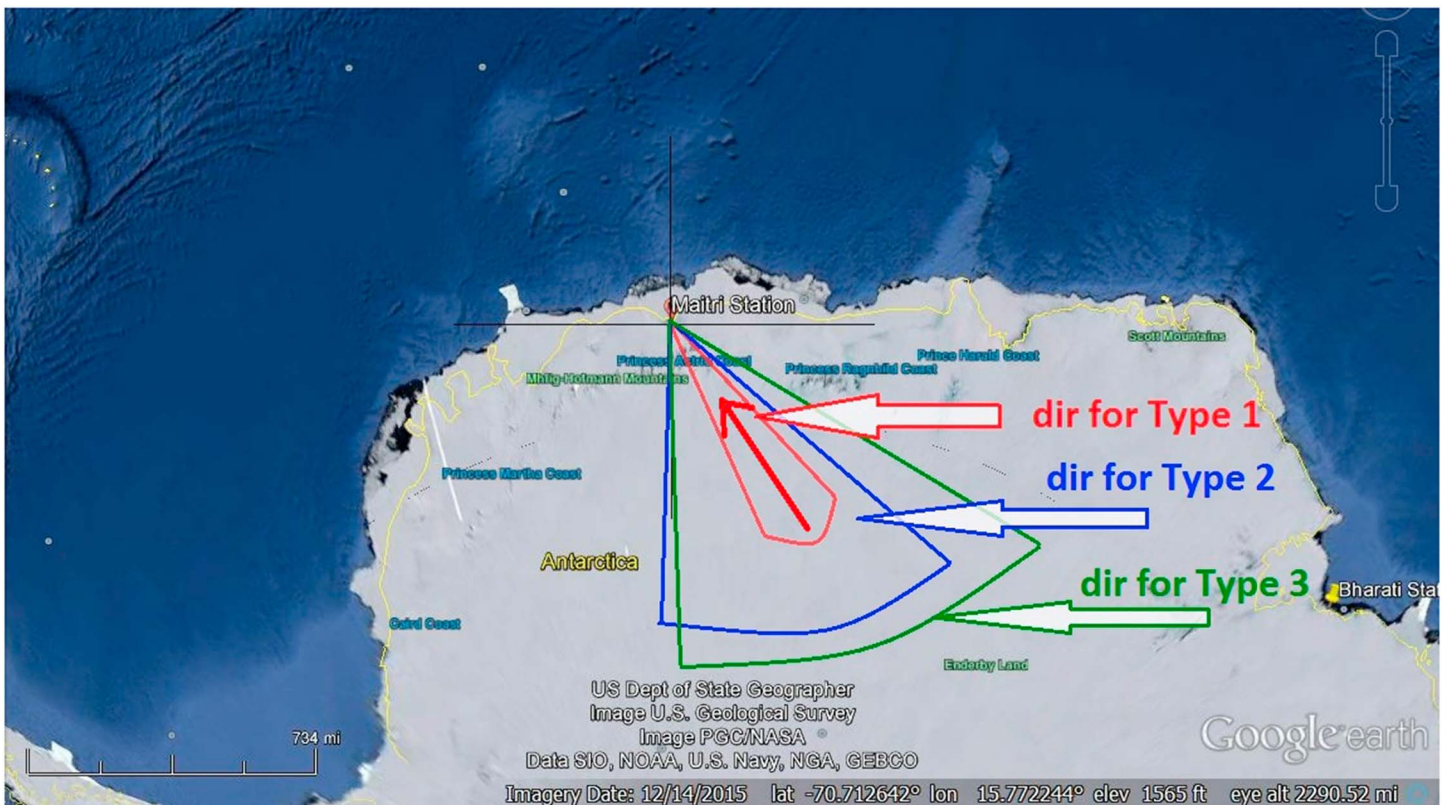 Maitri Station
Scott Mountains
Princess Astrid Coast
Prince Harald Coast
Princess Ragnhild Coast
Mhlig-Hofmann Mountains
dir for Type 1
Princess Martha Coast
dir for Type 2
Antarctica
dir for Type 3
Bharati Stat
Caird Coast
Enderby Land
US Dept of State Geographer
Image U.S. Geological Survey
Image PGC/NASA
Data SIO, NOAA, U.S. Navy, NGA, GEBCO
734 mi
Google earth
Imagery Date: 12/14/2015 lat -70.712642° lon 15.772244° elev 1565 ft eye alt 2290.52 mi